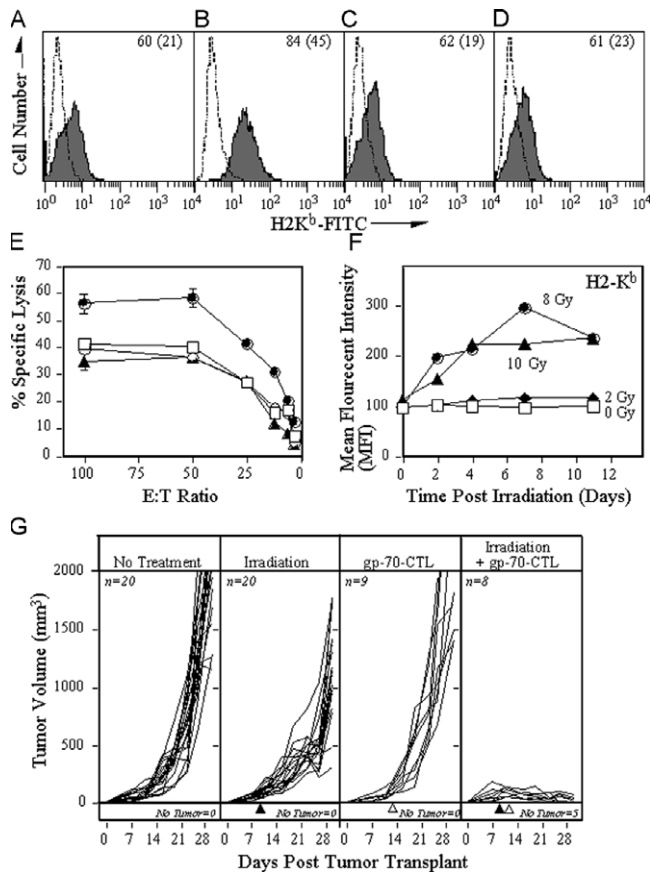 A B C D
60 (21) 84 (45) 62 (19) 61 (23)
Cell Number
10⁰ 10¹ 10² 10³ 10⁰ 10¹ 10² 10³ 10⁰ 10¹ 10² 10³ 10⁰ 10¹ 10² 10³
H2Kᵇ-FITC
E
% Specific Lysis
70
60
50
40
30
20
10
0
100 75 50 25 0
E:T Ratio
F
H2-Kᵇ
Mean Flourecent Intensity
(MFI)
300
200
100
0
8 Gy
10 Gy
2 Gy
0 Gy
0 2 4 6 8 10 12
Time Post Irradiation (Days)
G
No Treatment Irradiation gp-70-CTL Irradiation
+ gp-70-CTL
n=20 n=20 n=9 n=8
Tumor Volume (mm³)
2000
1500
1000
500
0
No Tumor=0 No Tumor=0 No Tumor=0 No Tumor=5
0 7 14 21 28 0 7 14 21 28 0 7 14 21 28 0 7 14 21 28
Days Post Tumor Transplant